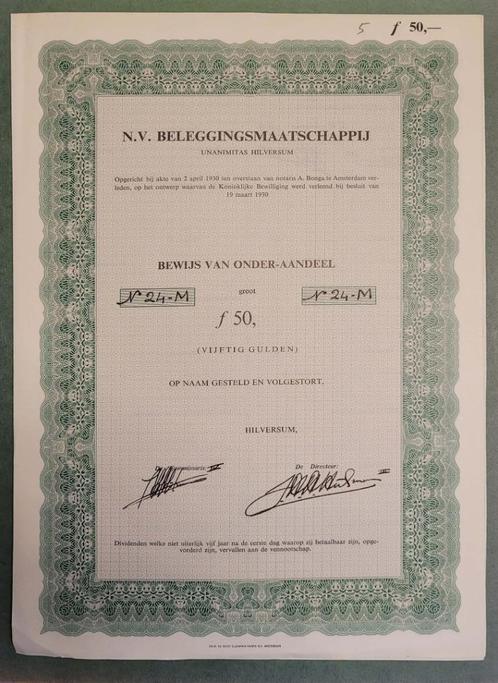 5 f 50,—
N.V. BELEGGINGSMAATSCHAPPIJ
UNANIMITAS HILVERSUM
Opgericht bij akte van 2 april 1930 ten overstaan van notaris A. Bonga te Amsterdam ver-
leden, op het ontwerp waarvan de Koninklijke Bewilliging werd verleend bij besluit van
19 maart 1930
BEWIJS VAN ONDER-AANDEEL
No 24-M groot No 24-M
f 50,
(VIJFTIG GULDEN)
OP NAAM GESTELD EN VOLGESTORT,
HILVERSUM,
De Directeur:
Dividenden welke niet uiterlijk vijf jaar na de eerste dag waarop zij betaalbaar zijn, opge-
vorderd zijn, vervallen aan de vennootschap.